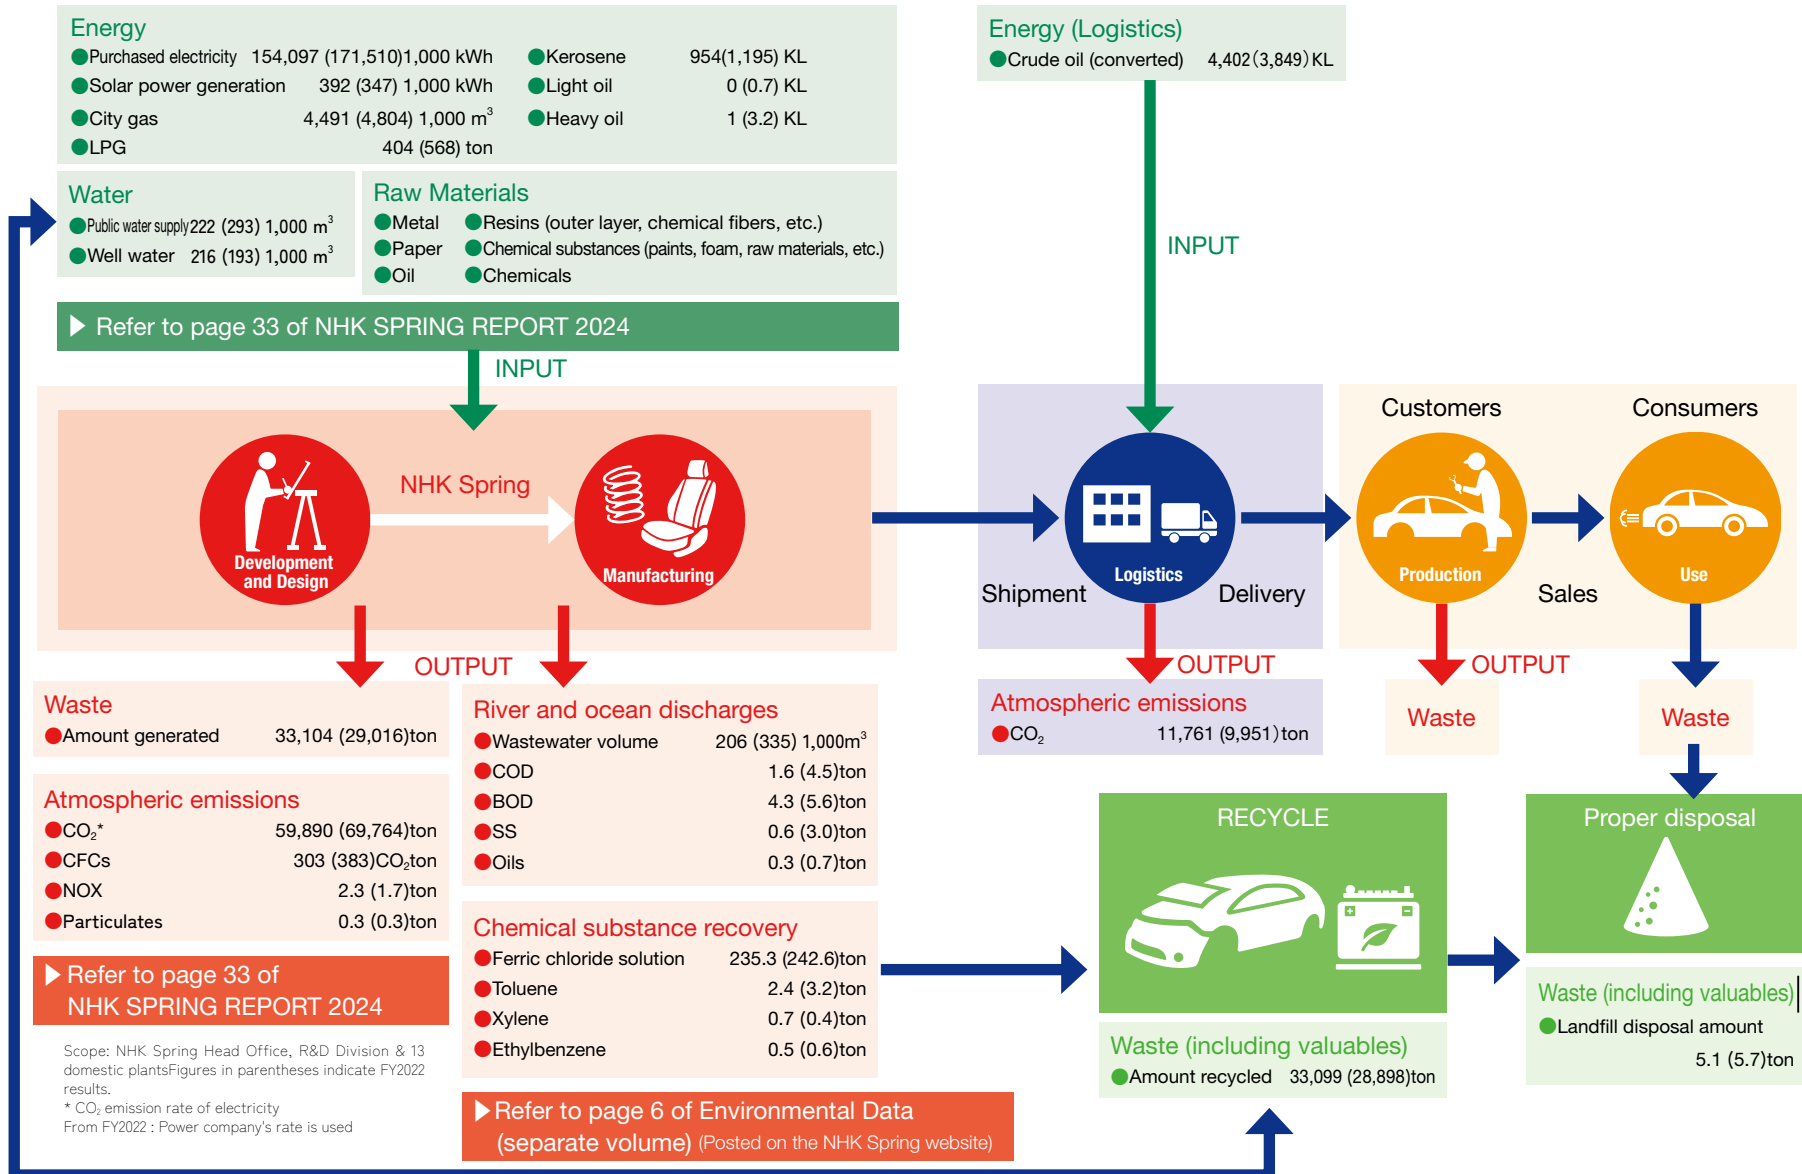 Energy
●Purchased electricity 154,097 (171,510)1,000 kWh
●Solar power generation 392 (347) 1,000 kWh
●City gas 4,491 (4,804) 1,000 m³
●LPG 404 (568) ton
●Kerosene 954(1,195) KL
●Light oil 0 (0.7) KL
●Heavy oil 1 (3.2) KL
Energy (Logistics)
●Crude oil (converted) 4,402(3,849)KL
Water
●Public water supply 222 (293) 1,000 m³
●Well water 216 (193) 1,000 m³
Raw Materials
●Metal ●Resins (outer layer, chemical fibers, etc.)
●Paper ●Chemical substances (paints, foam, raw materials, etc.)
●Oil ●Chemicals
INPUT
▶ Refer to page 33 of NHK SPRING REPORT 2024
INPUT
NHK Spring
Development
and Design
Manufacturing
Shipment
Logistics
Delivery
Customers
Production
Sales
Consumers
Use
OUTPUT
OUTPUT
OUTPUT
Waste
●Amount generated 33,104 (29,016)ton
Atmospheric emissions
●CO₂* 59,890 (69,764)ton
●CFCs 303 (383)CO₂ton
●NOX 2.3 (1.7)ton
●Particulates 0.3 (0.3)ton
▶Refer to page 33 of
NHK SPRING REPORT 2024
Scope: NHK Spring Head Office, R&D Division & 13
domestic plantsFigures in parentheses indicate FY2022
results.
* CO₂ emission rate of electricity
From FY2022 : Power company's rate is used
River and ocean discharges
●Wastewater volume 206 (335) 1,000m³
●COD 1.6 (4.5)ton
●BOD 4.3 (5.6)ton
●SS 0.6 (3.0)ton
●Oils 0.3 (0.7)ton
Chemical substance recovery
●Ferric chloride solution 235.3 (242.6)ton
●Toluene 2.4 (3.2)ton
●Xylene 0.7 (0.4)ton
●Ethylbenzene 0.5 (0.6)ton
▶Refer to page 6 of Environmental Data
(separate volume) (Posted on the NHK Spring website)
Atmospheric emissions
●CO₂ 11,761 (9,951)ton
Waste
Waste
RECYCLE
Waste (including valuables)
●Amount recycled 33,099 (28,898)ton
Proper disposal
Waste (including valuables)
●Landfill disposal amount
5.1 (5.7)ton